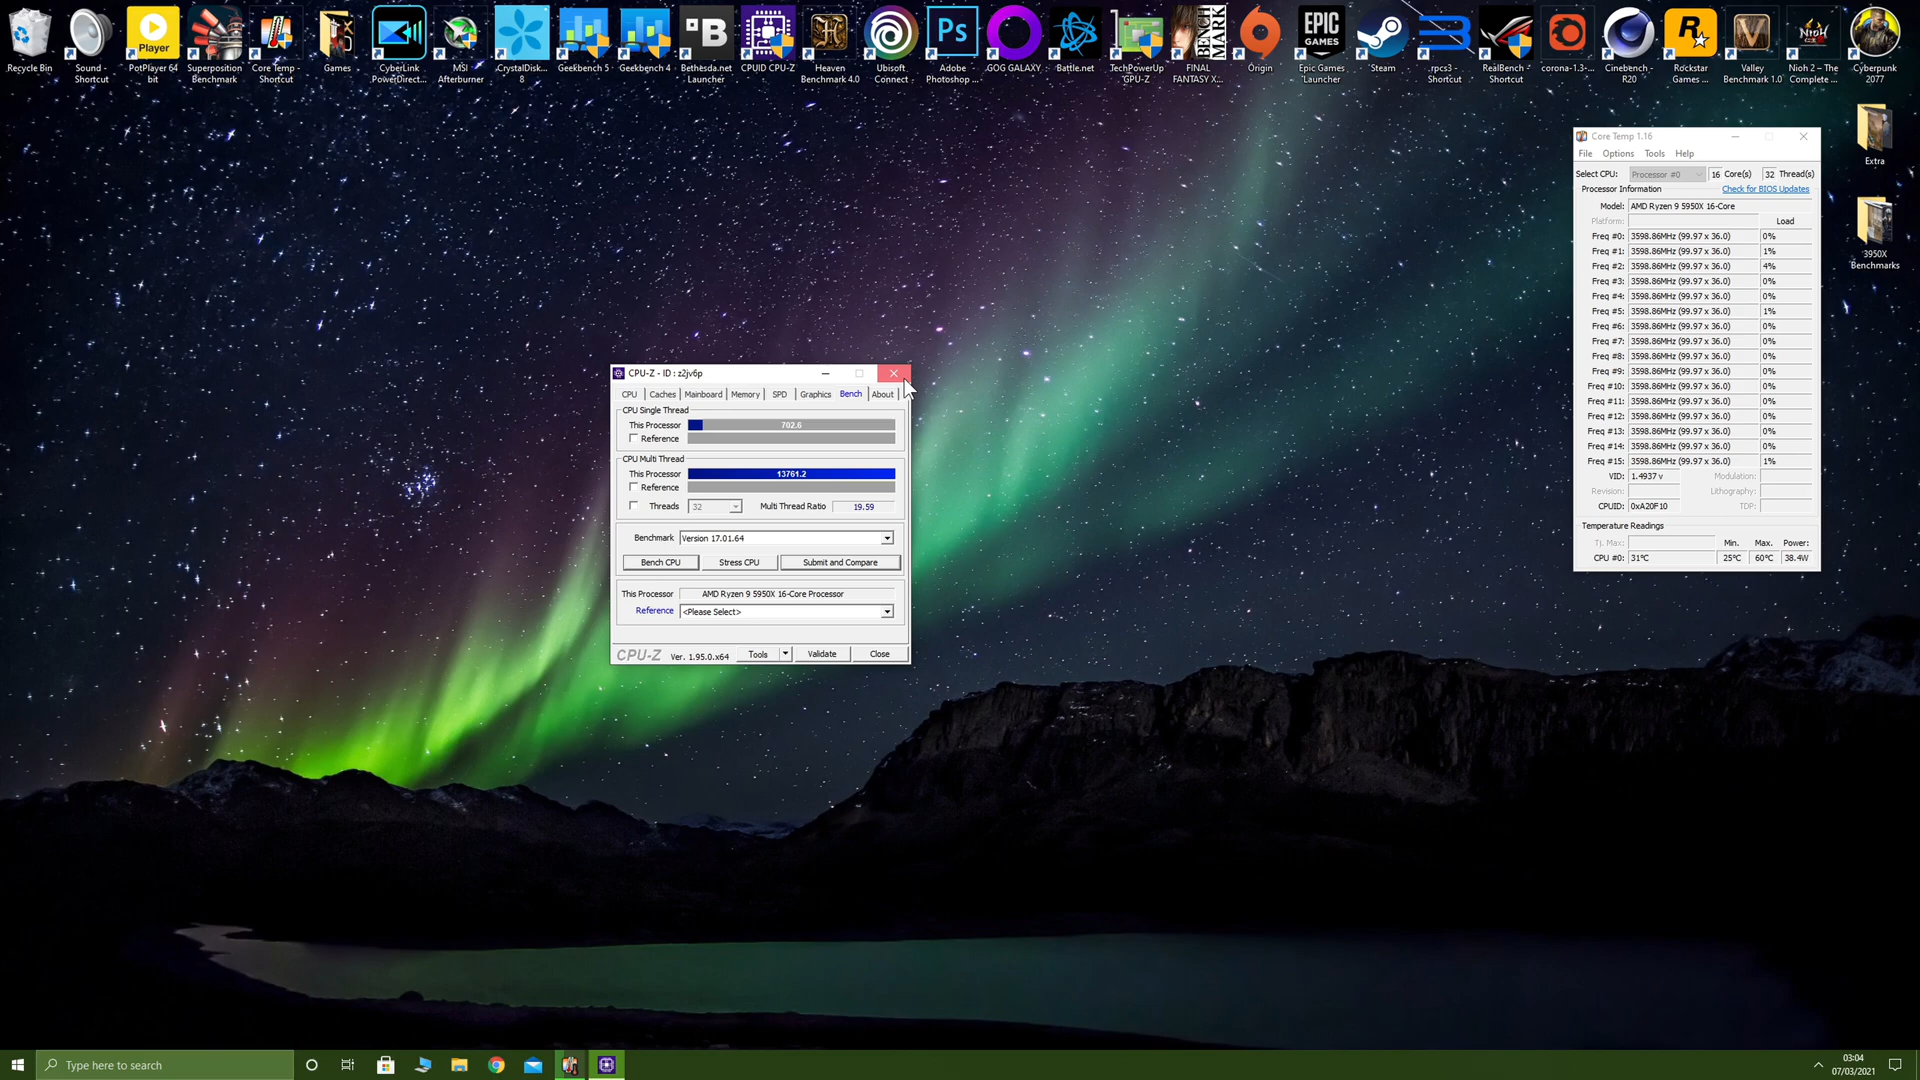 Recycle Bin
Sound - Shortcut
Player
PotPlayer 64 bit
Superposition Benchmark
Core Temp - Shortcut
Games
CyberLink PowerDirect...
MSI Afterburner
CrystalDisk... 8
Geekbench 5
Geekbench 4
B
Bethesda.net Launcher
CPUID CPU-Z
Heaven Benchmark 4.0
Ubisoft Connect
Ps
Adobe Photoshop ...
GOG GALAXY
Battle.net
TechPowerUp GPU-Z
BENCH MARK
FINAL FANTASY X...
Origin
EPIC GAMES
Epic Games Launcher
Steam
rpcs3 - Shortcut
RealBench - Shortcut
corona-1.3-...
Cinebench - R20
R
Rockstar Games ...
V
Valley Benchmark 1.0
NIOH 2
Nioh 2 – The Complete ...
Cyberpunk 2077
Extra
3950X Benchmarks
Core Temp 1.16
File Options Tools Help
Select CPU: Processor #0 16 Core(s) 32 Thread(s)
Processor Information Check for BIOS Updates
Model: AMD Ryzen 9 5950X 16-Core
Platform: Load
Freq #0: 3598.86MHz (99.97 x 36.0) 0%
Freq #1: 3598.86MHz (99.97 x 36.0) 1%
Freq #2: 3598.86MHz (99.97 x 36.0) 4%
Freq #3: 3598.86MHz (99.97 x 36.0) 0%
Freq #4: 3598.86MHz (99.97 x 36.0) 0%
Freq #5: 3598.86MHz (99.97 x 36.0) 1%
Freq #6: 3598.86MHz (99.97 x 36.0) 0%
Freq #7: 3598.86MHz (99.97 x 36.0) 0%
Freq #8: 3598.86MHz (99.97 x 36.0) 0%
Freq #9: 3598.86MHz (99.97 x 36.0) 0%
Freq #10: 3598.86MHz (99.97 x 36.0) 0%
Freq #11: 3598.86MHz (99.97 x 36.0) 0%
Freq #12: 3598.86MHz (99.97 x 36.0) 0%
Freq #13: 3598.86MHz (99.97 x 36.0) 0%
Freq #14: 3598.86MHz (99.97 x 36.0) 0%
Freq #15: 3598.86MHz (99.97 x 36.0) 1%
VID: 1.4937 v Modulation:
Revision: Lithography:
CPUID: 0xA20F10 TDP:
Temperature Readings
Tj. Max: Min. Max. Power:
CPU #0: 31°C 25°C 60°C 38.4W
CPU-Z - ID : z2jv6p
CPU Caches Mainboard Memory SPD Graphics Bench About
CPU Single Thread
This Processor 702.6
Reference
CPU Multi Thread
This Processor 13761.2
Reference
Threads 32 Multi Thread Ratio 19.59
Benchmark Version 17.01.64
Bench CPU Stress CPU Submit and Compare
This Processor AMD Ryzen 9 5950X 16-Core Processor
Reference <Please Select>
CPU-Z Ver. 1.95.0.x64 Tools Validate Close
Type here to search
03:04
07/03/2021